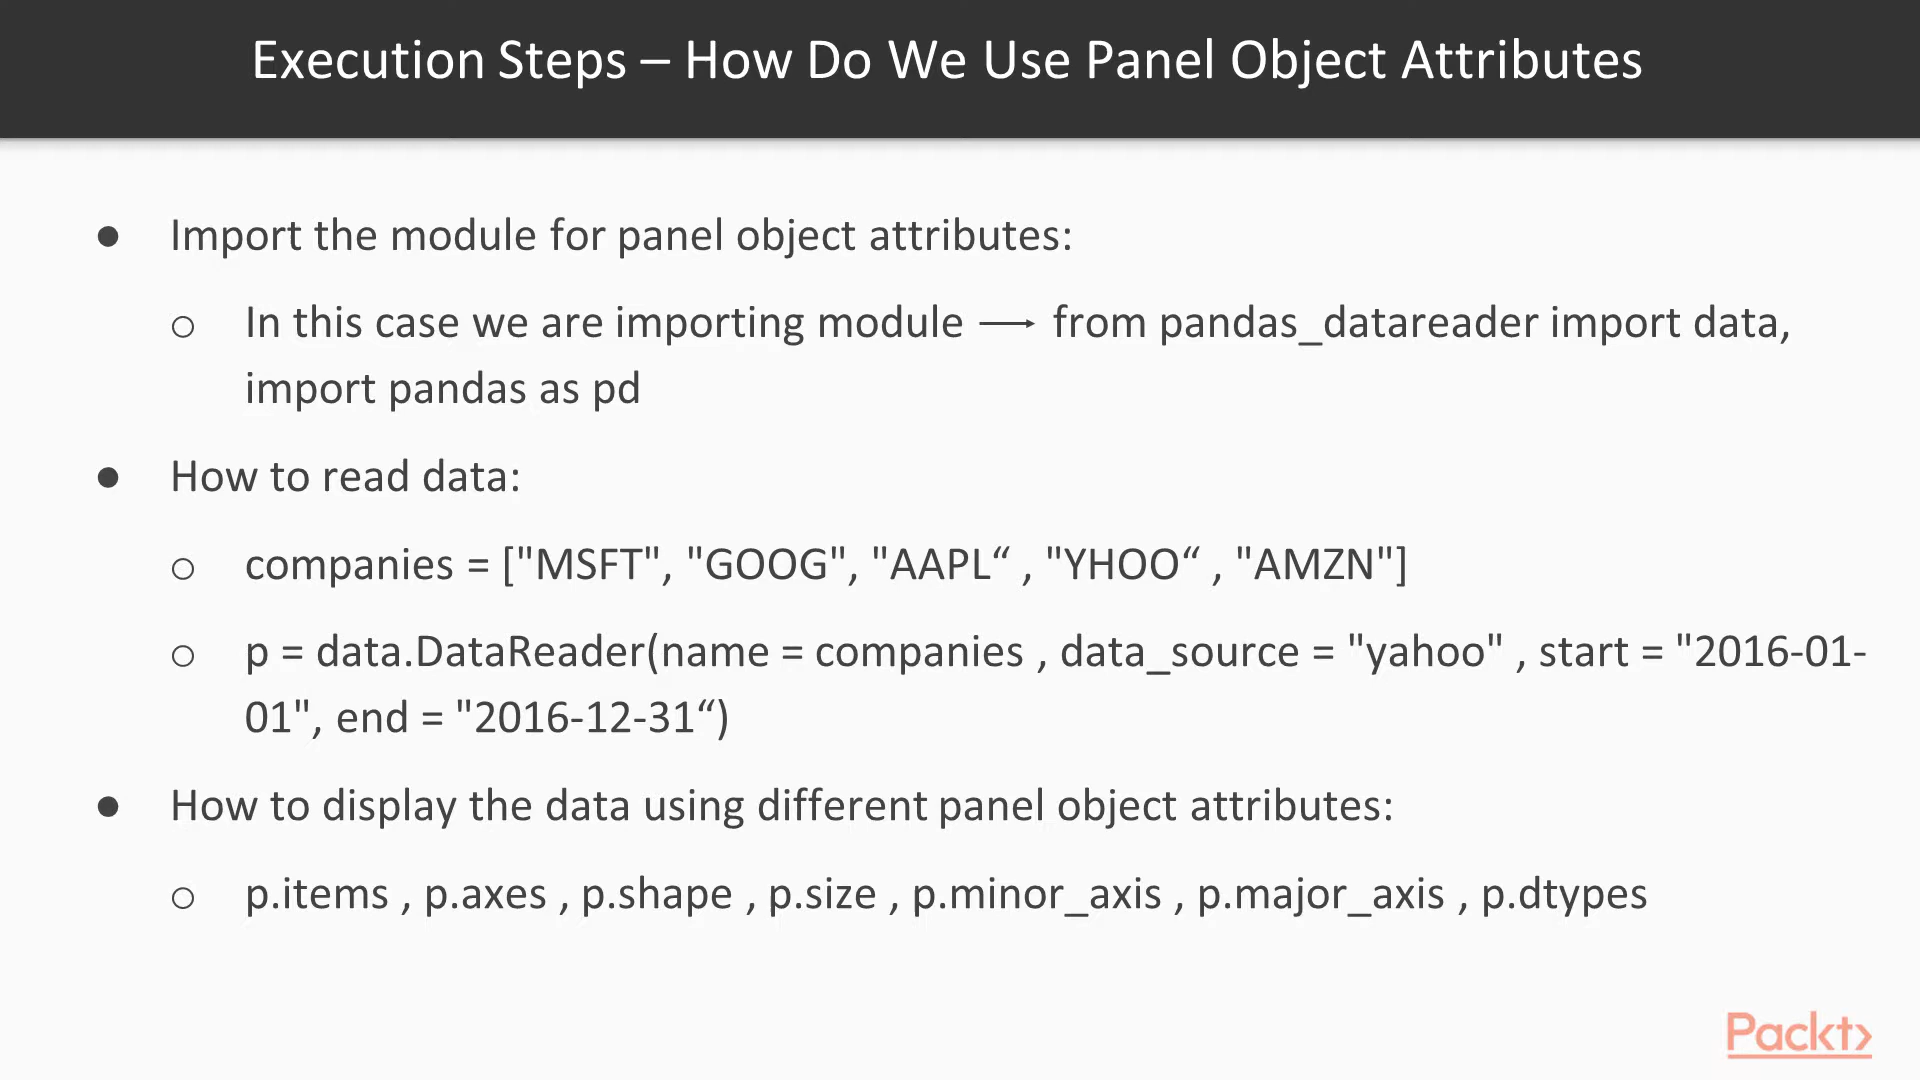 Execution Steps – How Do We Use Panel Object Attributes
● Import the module for panel object attributes:
○ In this case we are importing module ⟶ from pandas_datareader import data,
import pandas as pd
● How to read data:
○ companies = ["MSFT", "GOOG", "AAPL“ , "YHOO“ , "AMZN"]
○ p = data.DataReader(name = companies , data_source = "yahoo" , start = "2016-01-
01", end = "2016-12-31“)
● How to display the data using different panel object attributes:
○ p.items , p.axes , p.shape , p.size , p.minor_axis , p.major_axis , p.dtypes
Packt>